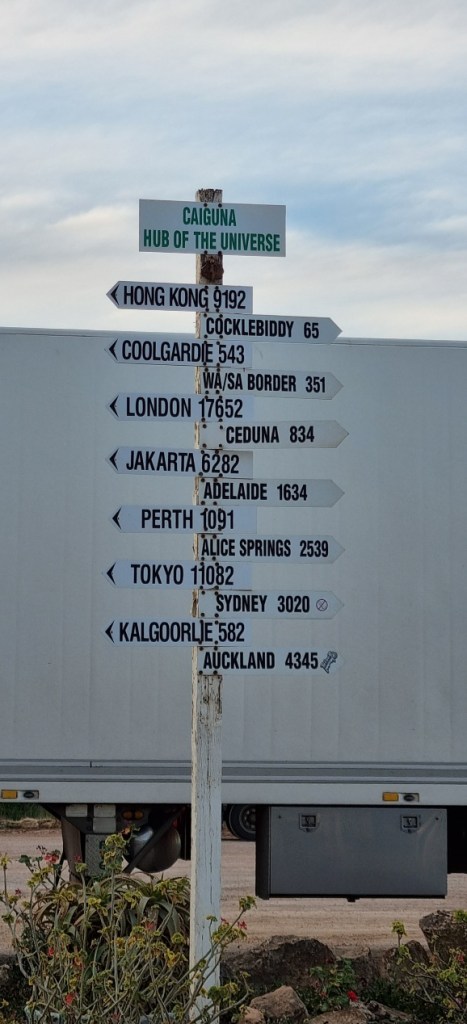 CAIGUNA
HUB OF THE UNIVERSE
HONG KONG 9192
COCKLEBIDDY 65
COOLGARDIE 543
WA/SA BORDER 351
LONDON 17652
CEDUNA 834
JAKARTA 6282
ADELAIDE 1634
PERTH 1091
ALICE SPRINGS 2539
TOKYO 11082
SYDNEY 3020
KALGOORLIE 582
AUCKLAND 4345